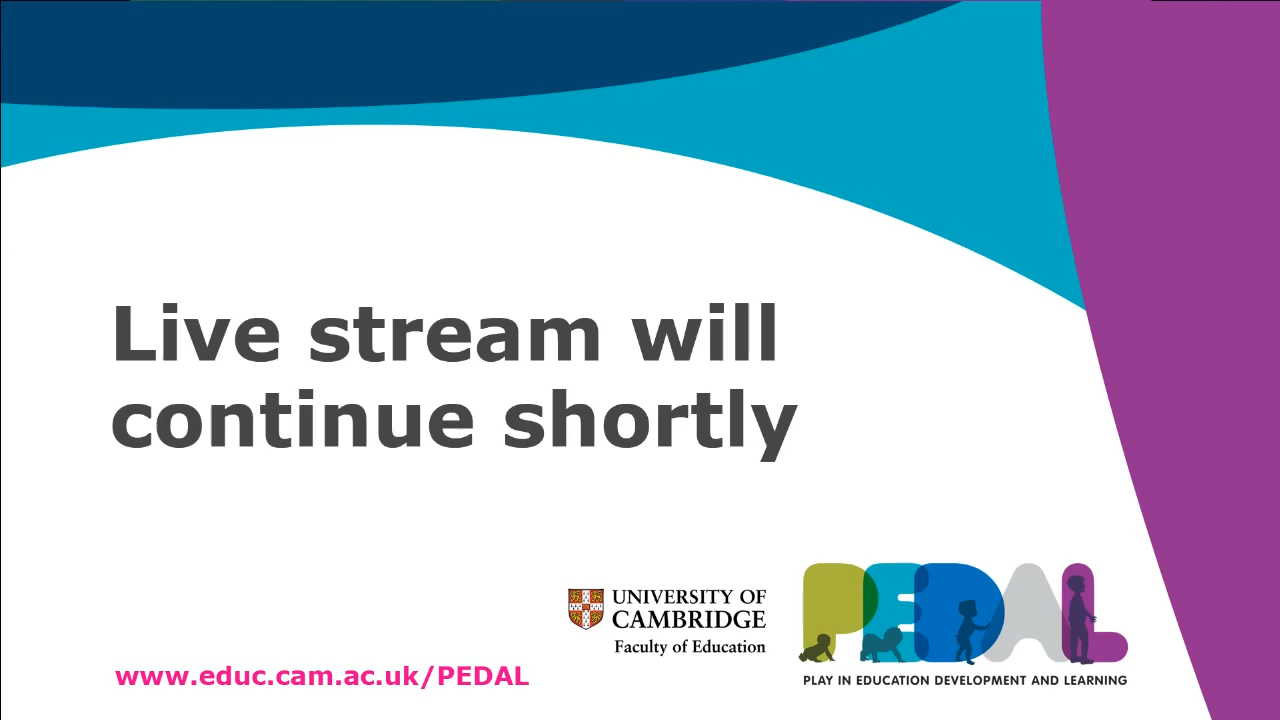 Live stream will
continue shortly
UNIVERSITY OF
CAMBRIDGE
Faculty of Education
PEDAL
PLAY IN EDUCATION DEVELOPMENT AND LEARNING
www.educ.cam.ac.uk/PEDAL